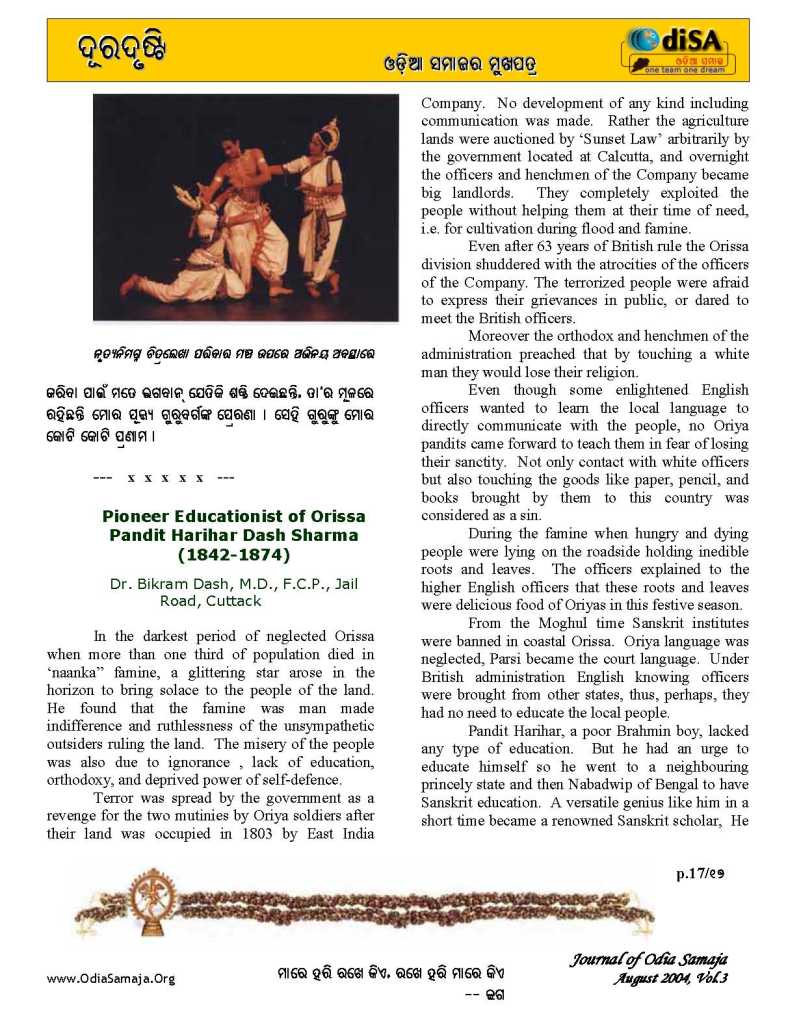 ଦୂରଦୃଷ୍ଟି
ଓଡ଼ିଆ ସମାଜର ମୁଖପତ୍ର
OdiSA
ଓଡ଼ିଆ ସମାଜ
one team one dream
ନୃତ୍ୟନିମଗ୍ନ ଚିତ୍ରଲେଖା ପରିବାର ମଞ୍ଚ ଉପରେ ଅଭିନୟ ଅବସ୍ଥାରେ
କରିବା ପାଇଁ ମତେ ଭଗବାନ୍ ଯେତିକି ଶକ୍ତି ଦେଇଛନ୍ତି, ତା'ର ମୂଳରେ
ରହିଛନ୍ତି ମୋର ପୂଜ୍ୟ ଗୁରୁବର୍ଗଙ୍କ ପ୍ରେରଣା । ସେହି ଗୁରୁଙ୍କୁ ମୋର
କୋଟି କୋଟି ପ୍ରଣାମ ।
--- x x x x x ---
Pioneer Educationist of Orissa
Pandit Harihar Dash Sharma
(1842-1874)
Dr. Bikram Dash, M.D., F.C.P., Jail
Road, Cuttack
In the darkest period of neglected Orissa
when more than one third of population died in
‘naanka” famine, a glittering star arose in the
horizon to bring solace to the people of the land.
He found that the famine was man made
indifference and ruthlessness of the unsympathetic
outsiders ruling the land. The misery of the people
was also due to ignorance , lack of education,
orthodoxy, and deprived power of self-defence.
Terror was spread by the government as a
revenge for the two mutinies by Oriya soldiers after
their land was occupied in 1803 by East India
Company. No development of any kind including
communication was made. Rather the agriculture
lands were auctioned by ‘Sunset Law’ arbitrarily by
the government located at Calcutta, and overnight
the officers and henchmen of the Company became
big landlords. They completely exploited the
people without helping them at their time of need,
i.e. for cultivation during flood and famine.
Even after 63 years of British rule the Orissa
division shuddered with the atrocities of the officers
of the Company. The terrorized people were afraid
to express their grievances in public, or dared to
meet the British officers.
Moreover the orthodox and henchmen of the
administration preached that by touching a white
man they would lose their religion.
Even though some enlightened English
officers wanted to learn the local language to
directly communicate with the people, no Oriya
pandits came forward to teach them in fear of losing
their sanctity. Not only contact with white officers
but also touching the goods like paper, pencil, and
books brought by them to this country was
considered as a sin.
During the famine when hungry and dying
people were lying on the roadside holding inedible
roots and leaves. The officers explained to the
higher English officers that these roots and leaves
were delicious food of Oriyas in this festive season.
From the Moghul time Sanskrit institutes
were banned in coastal Orissa. Oriya language was
neglected, Parsi became the court language. Under
British administration English knowing officers
were brought from other states, thus, perhaps, they
had no need to educate the local people.
Pandit Harihar, a poor Brahmin boy, lacked
any type of education. But he had an urge to
educate himself so he went to a neighbouring
princely state and then Nabadwip of Bengal to have
Sanskrit education. A versatile genius like him in a
short time became a renowned Sanskrit scholar, He
p.17/୧୭
www.OdiaSamaja.Org
ମାରେ ହରି ରଖେ କିଏ, ରଖେ ହରି ମାରେ କିଏ
-- ଢଗ
Journal of Odia Samaja
August 2004, Vol.3